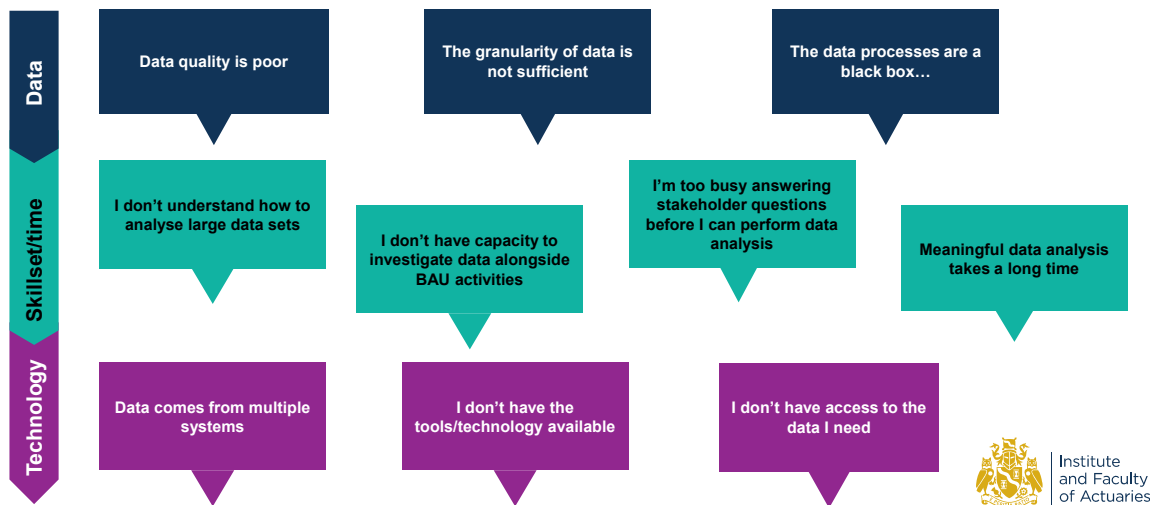 Data
Data quality is poor
The granularity of data is
not sufficient
The data processes are a
black box…
Skillset/time
I don't understand how to
analyse large data sets
I don't have capacity to
investigate data alongside
BAU activities
I'm too busy answering
stakeholder questions
before I can perform data
analysis
Meaningful data analysis
takes a long time
Technology
Data comes from multiple
systems
I don't have the
tools/technology available
I don't have access to the
data I need
Institute
and Faculty
of Actuaries